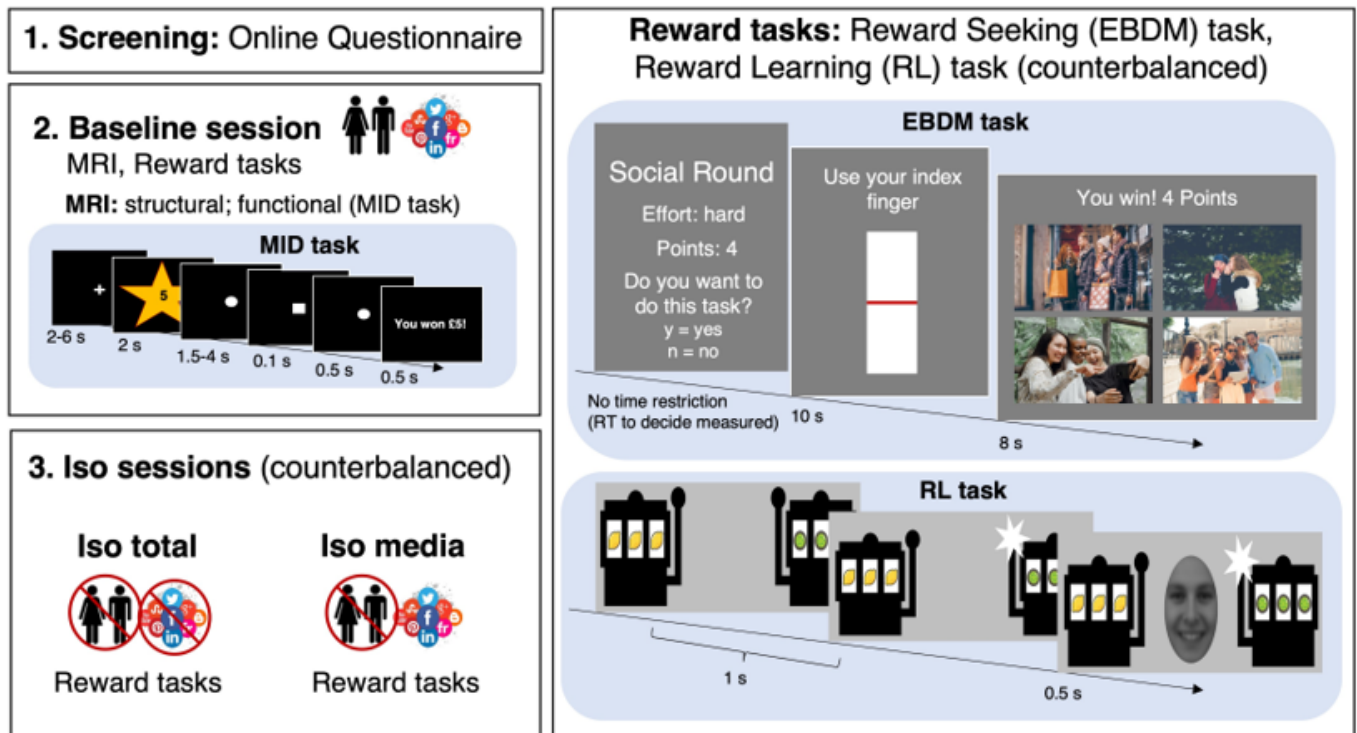 1. Screening: Online Questionnaire
2. Baseline session
MRI, Reward tasks
MRI: structural; functional (MID task)
MID task
+
5
You won £5!
2-6 s
2 s
1.5-4 s
0.1 s
0.5 s
0.5 s
3. Iso sessions (counterbalanced)
Iso total
Iso media
Reward tasks
Reward tasks
Reward tasks: Reward Seeking (EBDM) task,
Reward Learning (RL) task (counterbalanced)
EBDM task
Social Round
Effort: hard
Points: 4
Do you want to
do this task?
y = yes
n = no
Use your index
finger
You win! 4 Points
No time restriction
(RT to decide measured)
10 s
8 s
RL task
1 s
0.5 s